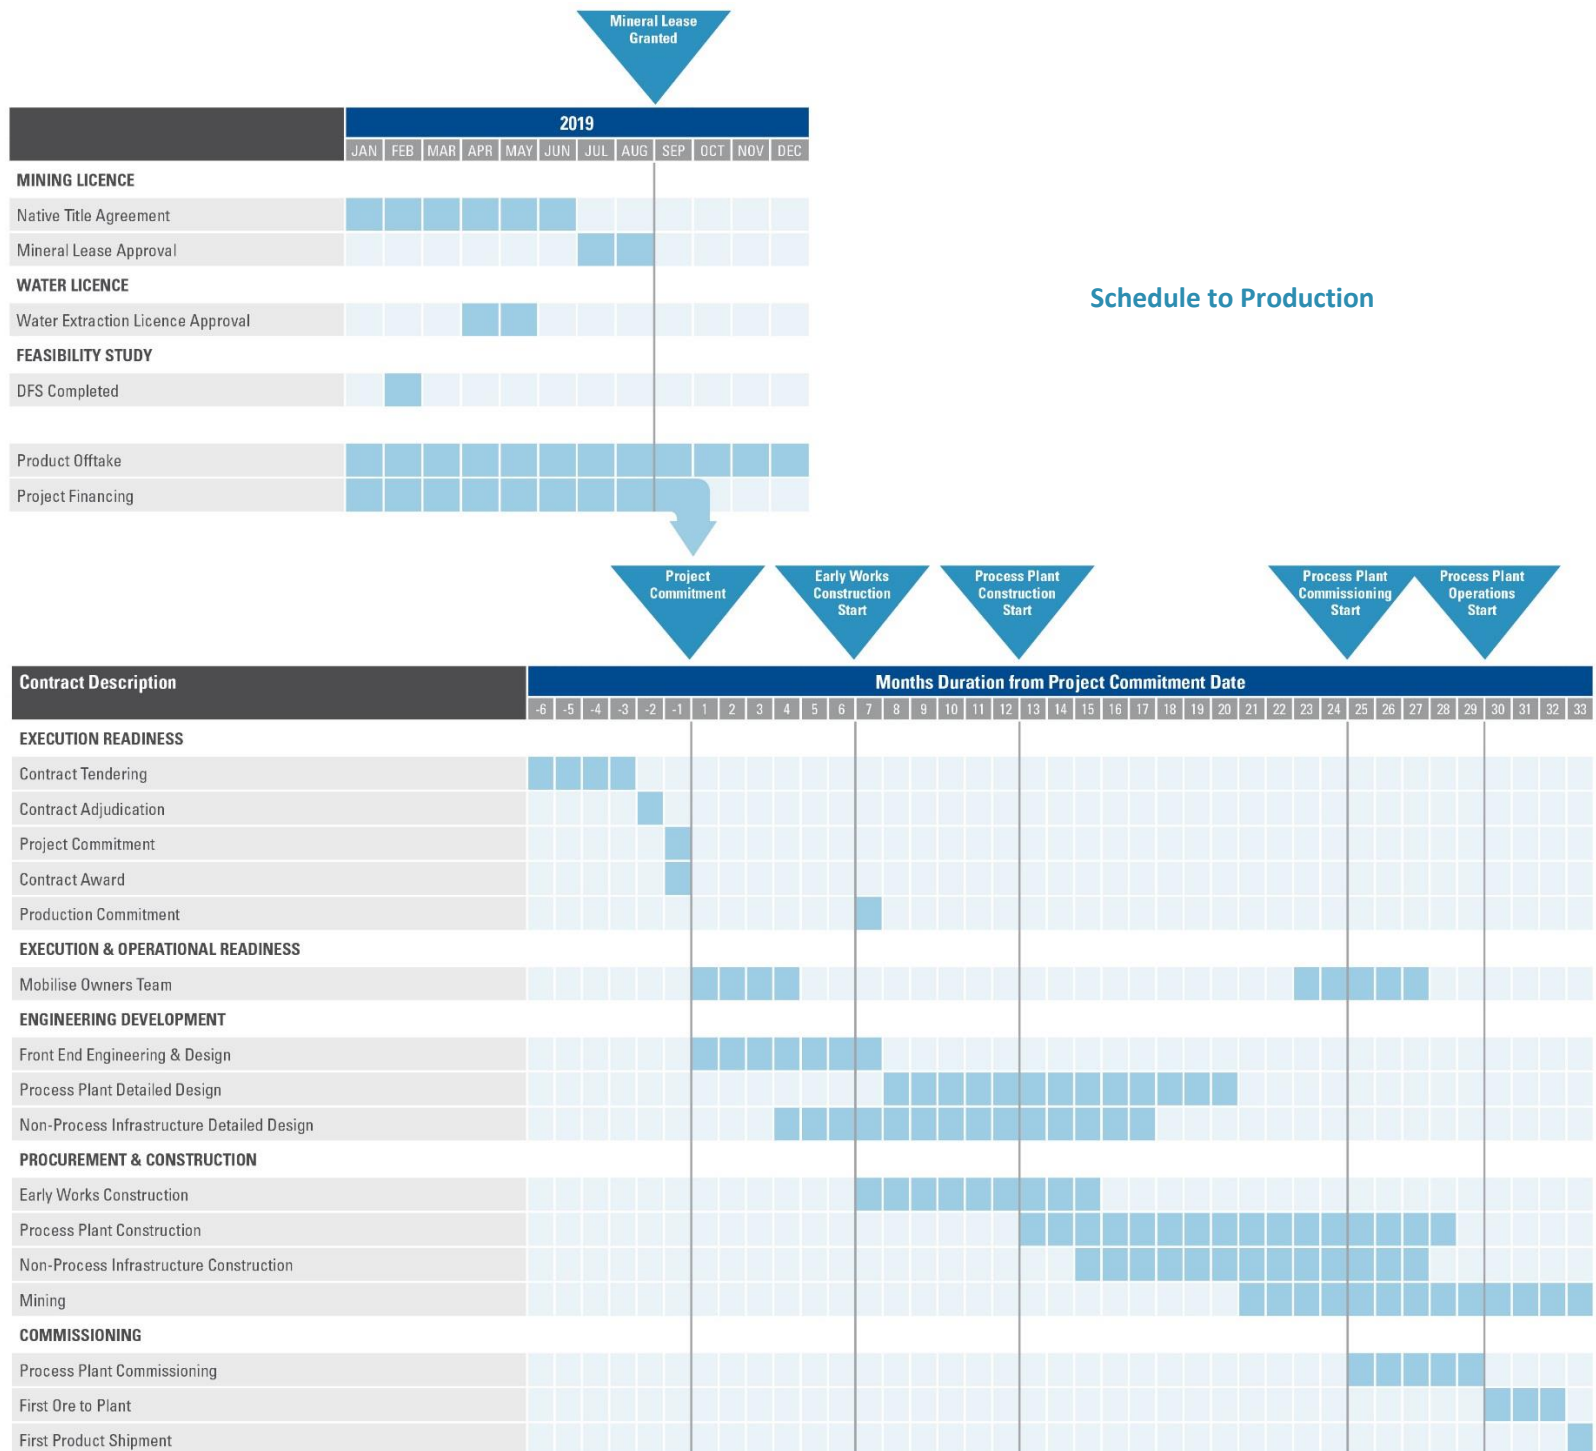 Mineral Lease
Granted
2019
JAN FEB MAR APR MAY JUN JUL AUG SEP OCT NOV DEC
MINING LICENCE
Native Title Agreement
Mineral Lease Approval
WATER LICENCE
Water Extraction Licence Approval
FEASIBILITY STUDY
DFS Completed
Product Offtake
Project Financing
Schedule to Production
Project
Commitment
Early Works
Construction
Start
Process Plant
Construction
Start
Process Plant
Commissioning
Start
Process Plant
Operations
Start
Contract Description
Months Duration from Project Commitment Date
-6 -5 -4 -3 -2 -1 1 2 3 4 5 6 7 8 9 10 11 12 13 14 15 16 17 18 19 20 21 22 23 24 25 26 27 28 29 30 31 32 33
EXECUTION READINESS
Contract Tendering
Contract Adjudication
Project Commitment
Contract Award
Production Commitment
EXECUTION & OPERATIONAL READINESS
Mobilise Owners Team
ENGINEERING DEVELOPMENT
Front End Engineering & Design
Process Plant Detailed Design
Non-Process Infrastructure Detailed Design
PROCUREMENT & CONSTRUCTION
Early Works Construction
Process Plant Construction
Non-Process Infrastructure Construction
Mining
COMMISSIONING
Process Plant Commissioning
First Ore to Plant
First Product Shipment